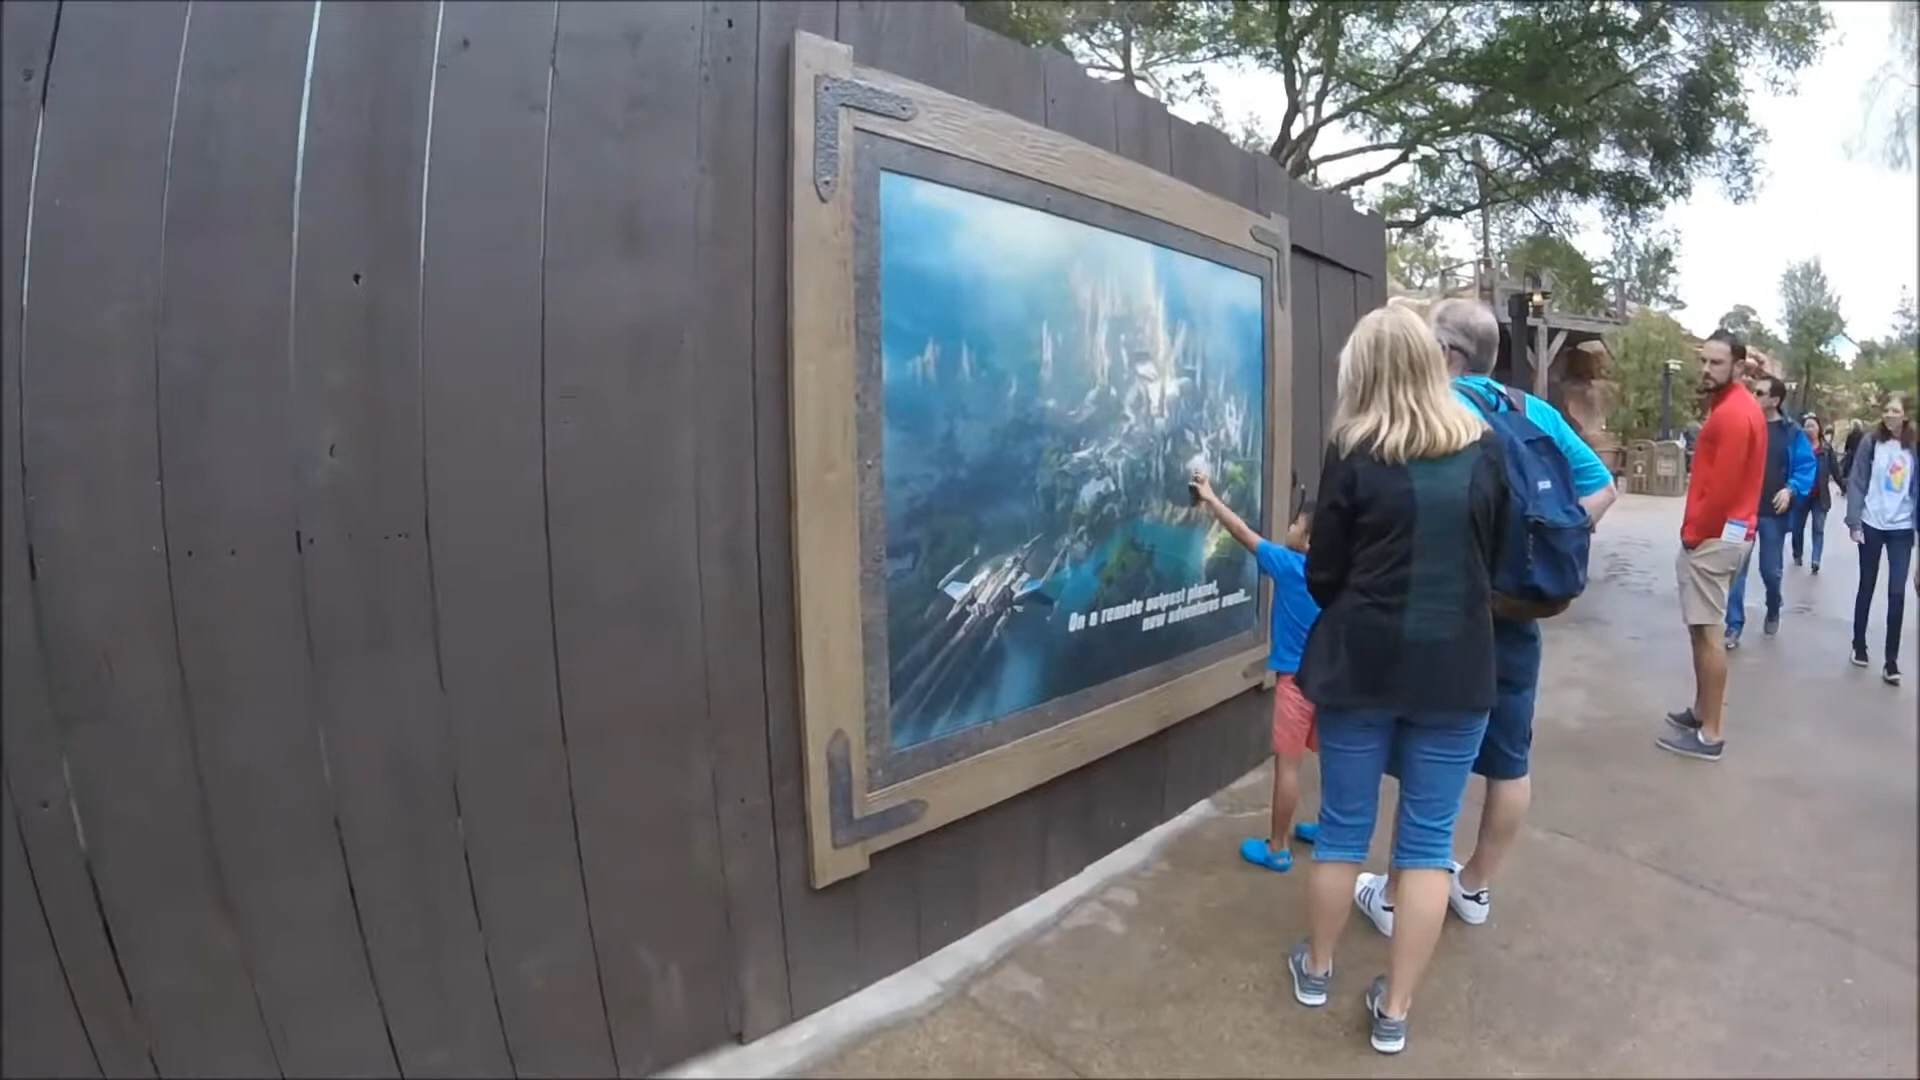 On a remote outpost planet,
new adventures await...